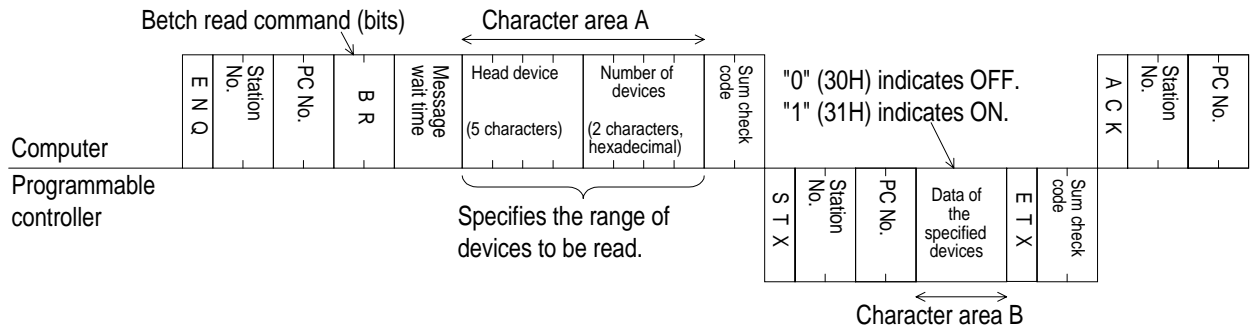 Betch read command (bits)
Character area A
E N Q
Station
No.
PC No.
B R
Message
wait time
Head device
(5 characters)
Number of
devices
(2 characters,
hexadecimal)
Sum check
code
"0" (30H) indicates OFF.
"1" (31H) indicates ON.
A C K
Station
No.
PC No.
Computer
Programmable
controller
Specifies the range of
devices to be read.
S T X
Station
No.
PC No.
Data of
the
specified
devices
E T X
Sum check
code
Character area B